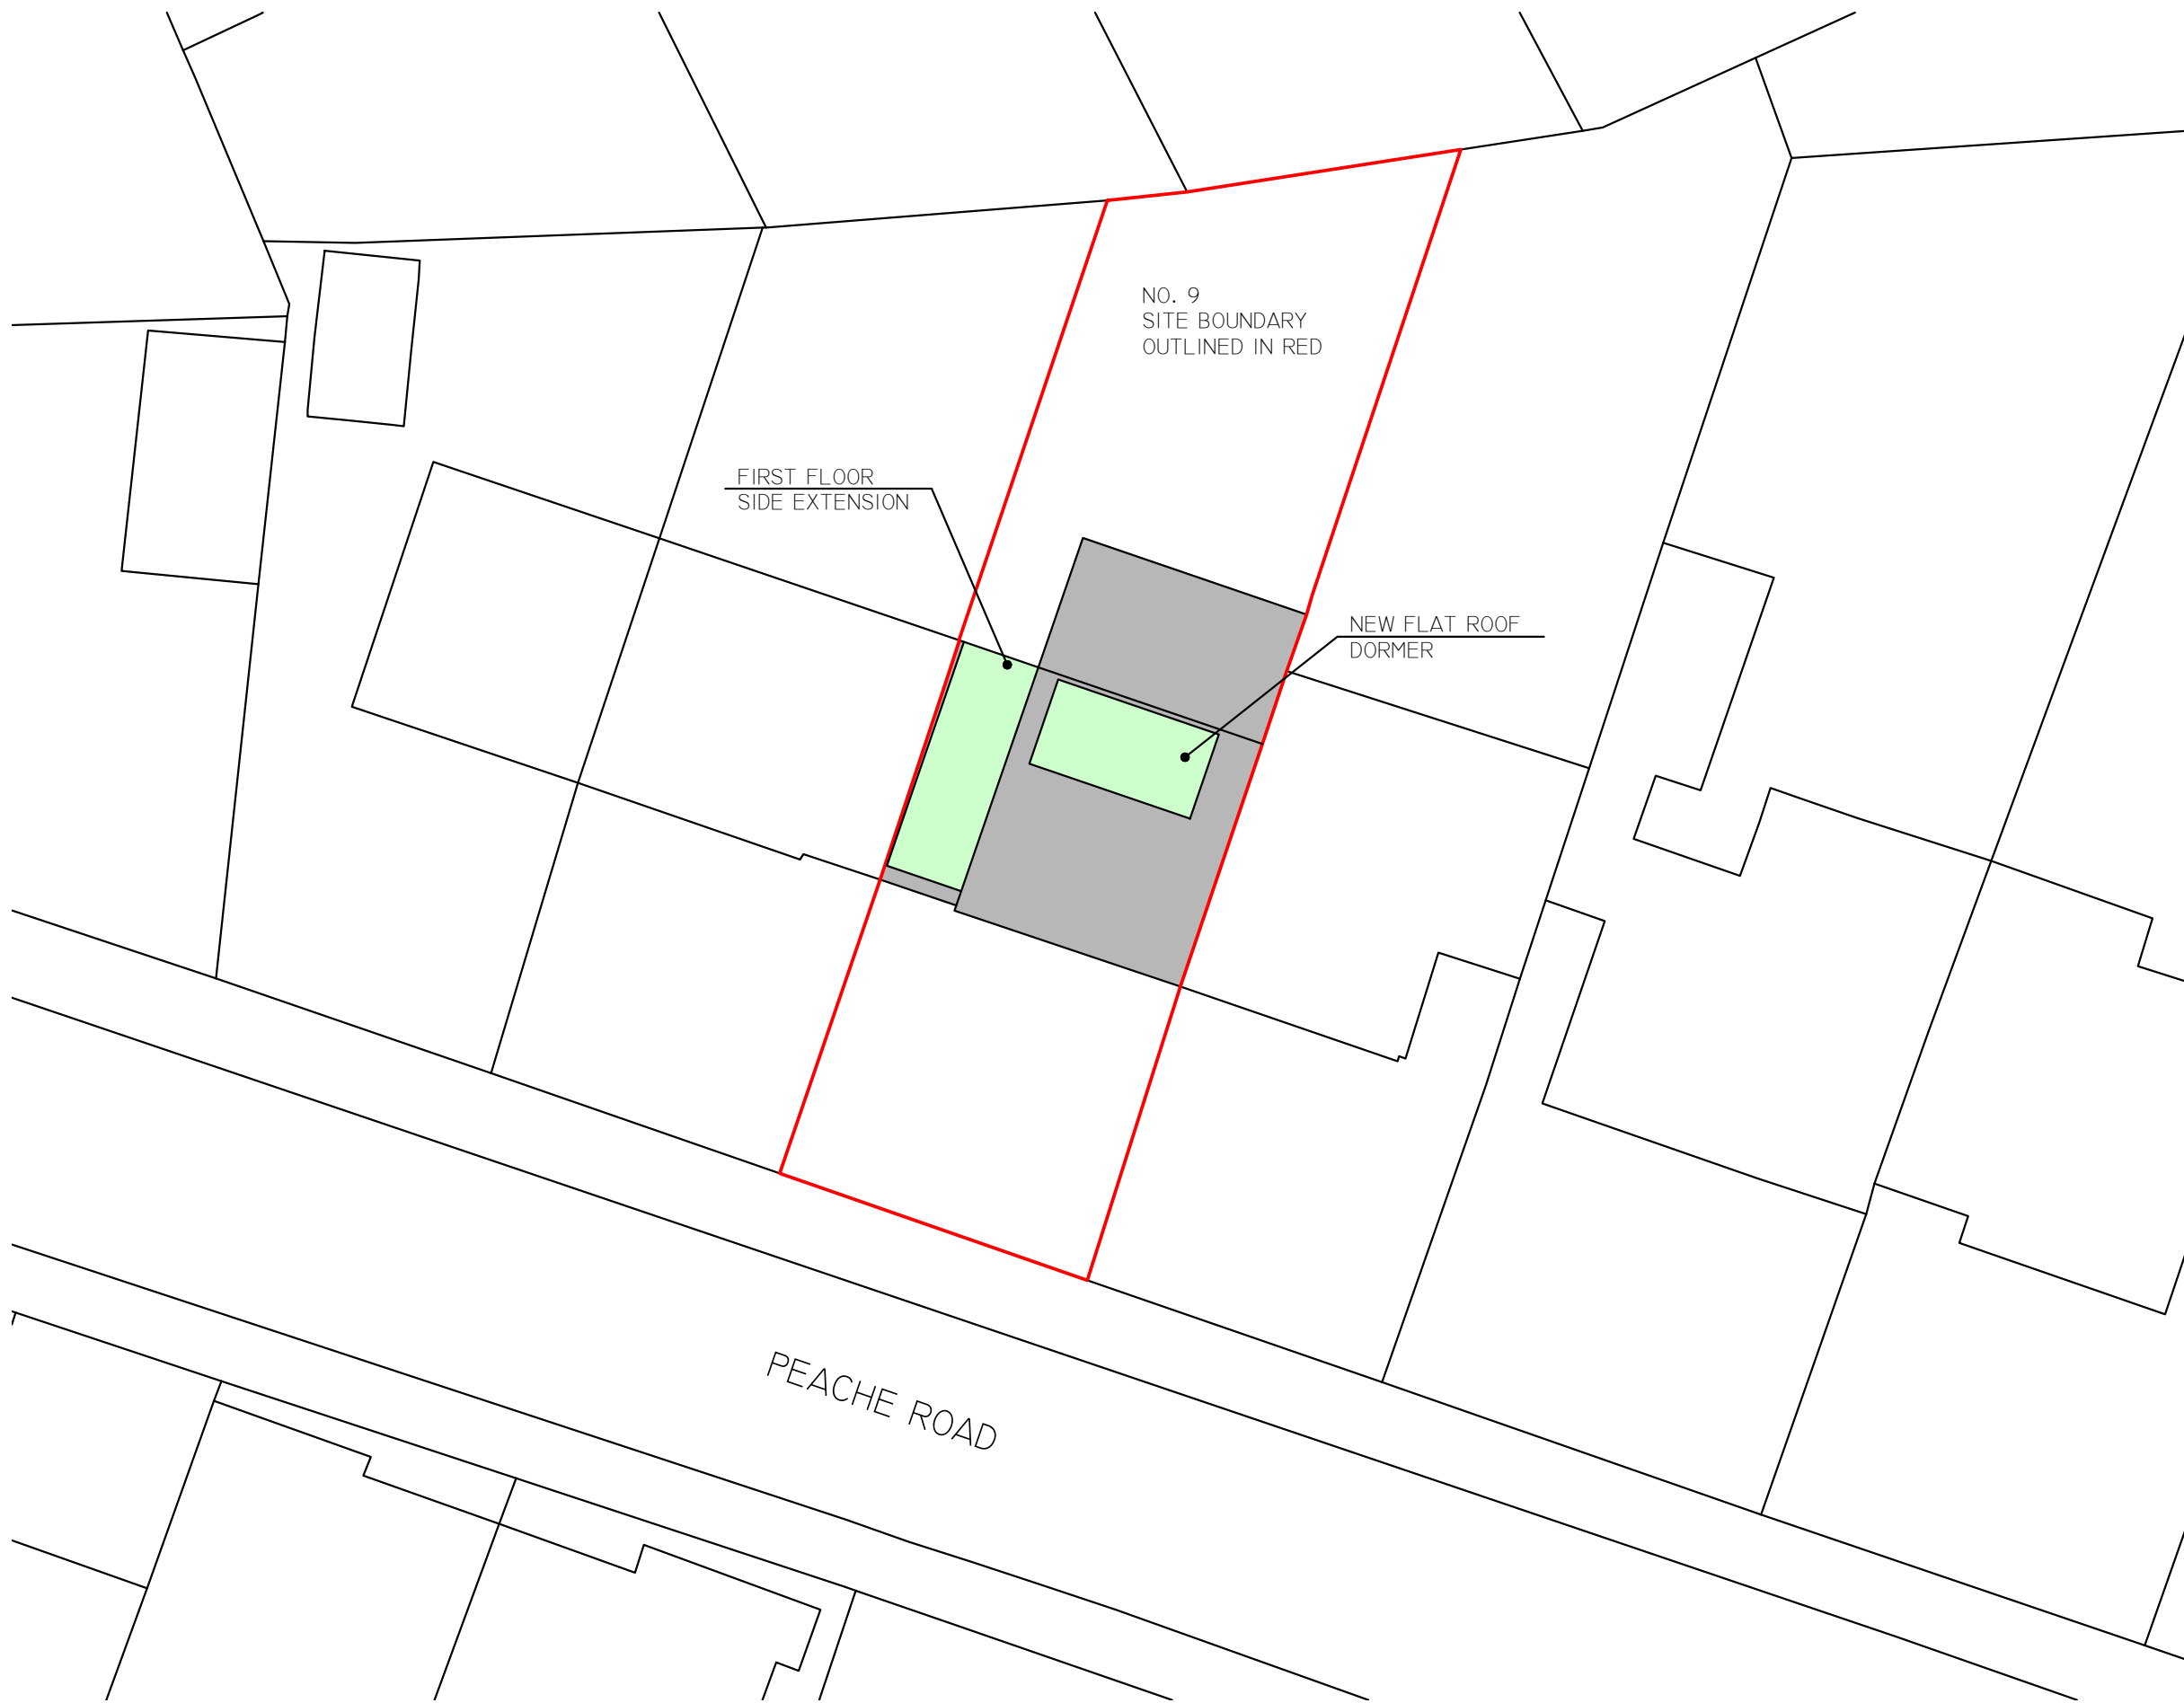 NO. 9
SITE BOUNDARY
OUTLINED IN RED
FIRST FLOOR
SIDE EXTENSION
NEW FLAT ROOF
DORMER
PEACHE ROAD